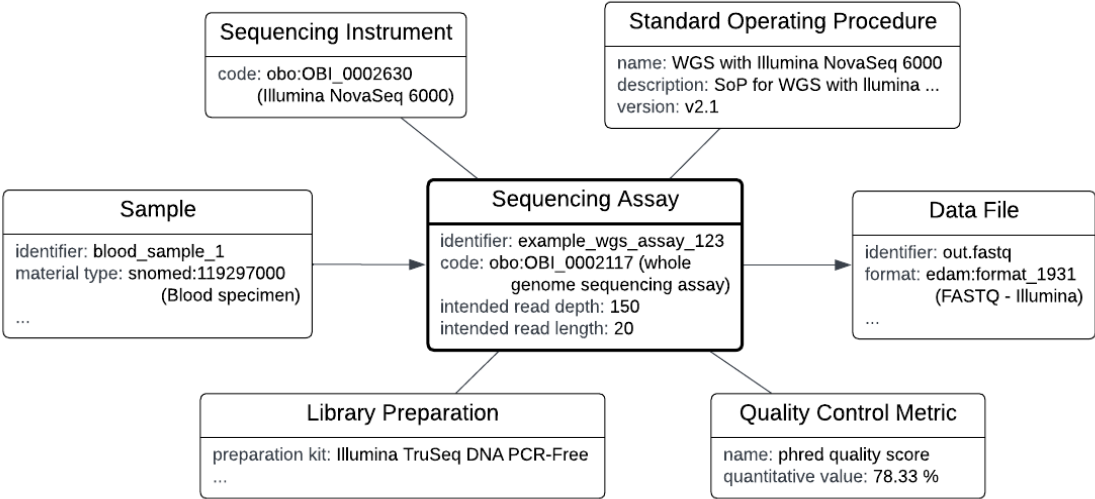 Sequencing Instrument
code: obo:OBI_0002630
(Illumina NovaSeq 6000)
Standard Operating Procedure
name: WGS with Illumina NovaSeq 6000
description: SoP for WGS with llumina ...
version: v2.1
Sample
identifier: blood_sample_1
material type: snomed:119297000
(Blood specimen)
...
Sequencing Assay
identifier: example_wgs_assay_123
code: obo:OBI_0002117 (whole
genome sequencing assay)
intended read depth: 150
intended read length: 20
Data File
identifier: out.fastq
format: edam:format_1931
(FASTQ - Illumina)
...
Library Preparation
preparation kit: Illumina TruSeq DNA PCR-Free
...
Quality Control Metric
name: phred quality score
quantitative value: 78.33 %